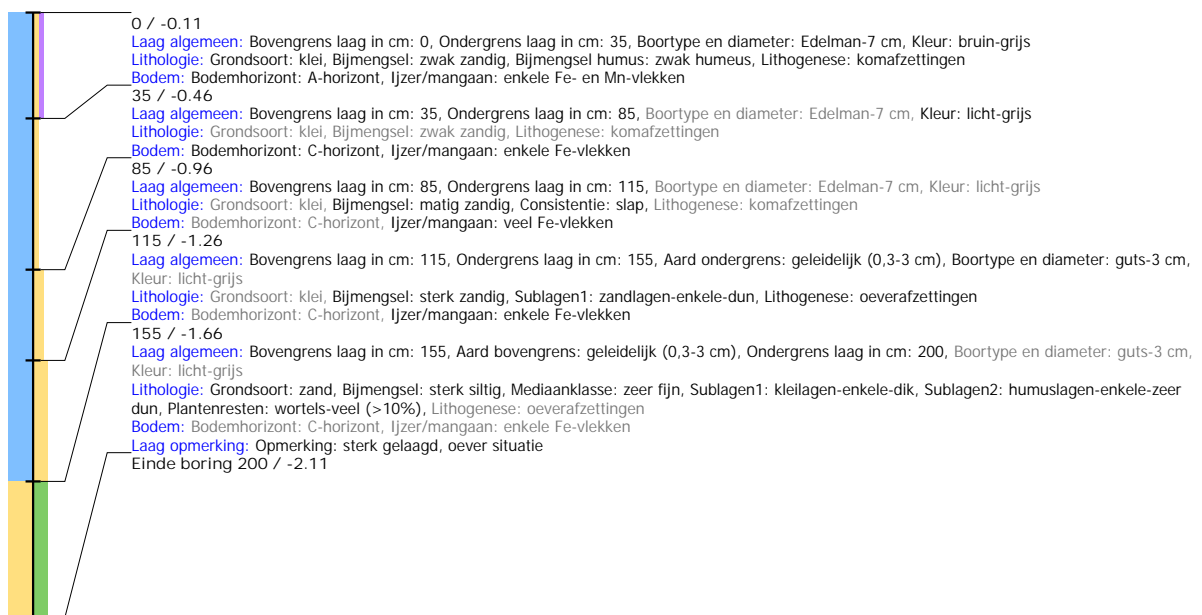 0 / -0.11
Laag algemeen: Bovengrens laag in cm: 0, Ondergrens laag in cm: 35, Boortype en diameter: Edelman-7 cm, Kleur: bruin-grijs
Lithologie: Grondsoort: klei, Bijmengsel: zwak zandig, Bijmengsel humus: zwak humeus, Lithogenese: komafzettingen
Bodem: Bodemhorizont: A-horizont, Ijzer/mangaan: enkele Fe- en Mn-vlekken
35 / -0.46
Laag algemeen: Bovengrens laag in cm: 35, Ondergrens laag in cm: 85, Boortype en diameter: Edelman-7 cm, Kleur: licht-grijs
Lithologie: Grondsoort: klei, Bijmengsel: zwak zandig, Lithogenese: komafzettingen
Bodem: Bodemhorizont: C-horizont, Ijzer/mangaan: enkele Fe-vlekken
85 / -0.96
Laag algemeen: Bovengrens laag in cm: 85, Ondergrens laag in cm: 115, Boortype en diameter: Edelman-7 cm, Kleur: licht-grijs
Lithologie: Grondsoort: klei, Bijmengsel: matig zandig, Consistentie: slap, Lithogenese: komafzettingen
Bodem: Bodemhorizont: C-horizont, Ijzer/mangaan: veel Fe-vlekken
115 / -1.26
Laag algemeen: Bovengrens laag in cm: 115, Ondergrens laag in cm: 155, Aard ondergrens: geleidelijk (0,3-3 cm), Boortype en diameter: guts-3 cm,
Kleur: licht-grijs
Lithologie: Grondsoort: klei, Bijmengsel: sterk zandig, Sublagen1: zandlagen-enkele-dun, Lithogenese: oeverafzettingen
Bodem: Bodemhorizont: C-horizont, Ijzer/mangaan: enkele Fe-vlekken
155 / -1.66
Laag algemeen: Bovengrens laag in cm: 155, Aard bovengrens: geleidelijk (0,3-3 cm), Ondergrens laag in cm: 200, Boortype en diameter: guts-3 cm,
Kleur: licht-grijs
Lithologie: Grondsoort: zand, Bijmengsel: sterk siltig, Mediaanklasse: zeer fijn, Sublagen1: kleilagen-enkele-dik, Sublagen2: humuslagen-enkele-zeer
dun, Plantenresten: wortels-veel (>10%), Lithogenese: oeverafzettingen
Bodem: Bodemhorizont: C-horizont, Ijzer/mangaan: enkele Fe-vlekken
Laag opmerking: Opmerking: sterk gelaagd, oever situatie
Einde boring 200 / -2.11